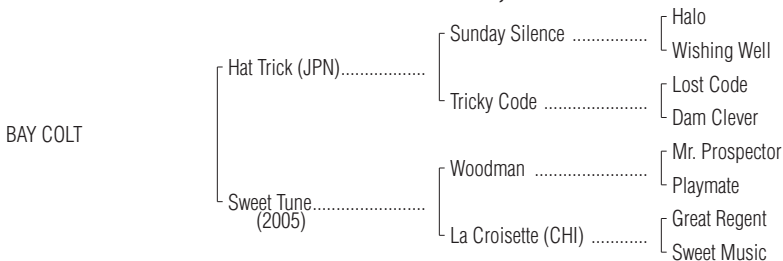 Halo
Sunday Silence ................
Wishing Well
Hat Trick (JPN)..................
Lost Code
Tricky Code ......................
Dam Clever
BAY COLT
Mr. Prospector
Woodman ........................
Playmate
Sweet Tune........................
(2005)
Great Regent
La Croisette (CHI) ............
Sweet Music